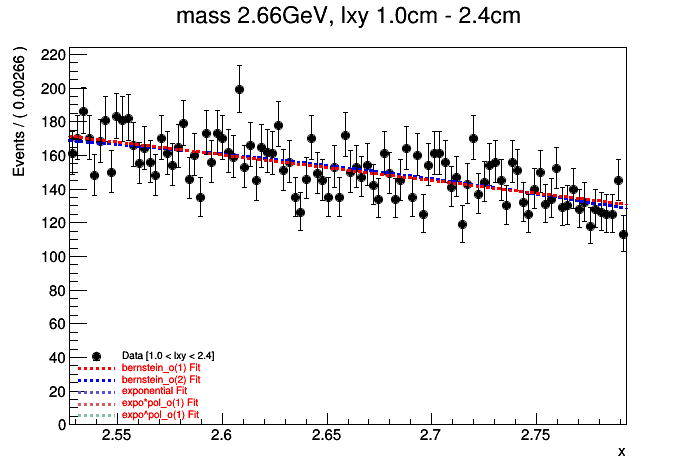 mass 2.66GeV, lxy 1.0cm - 2.4cm
Events / ( 0.00266 )
220
200
180
160
140
120
100
80
60
40
20
0
Data [1.0 < lxy < 2.4]
bernstein_o(1) Fit
bernstein_o(2) Fit
exponential Fit
expo*pol_o(1) Fit
expo^pol_o(1) Fit
2.55 2.6 2.65 2.7 2.75
x